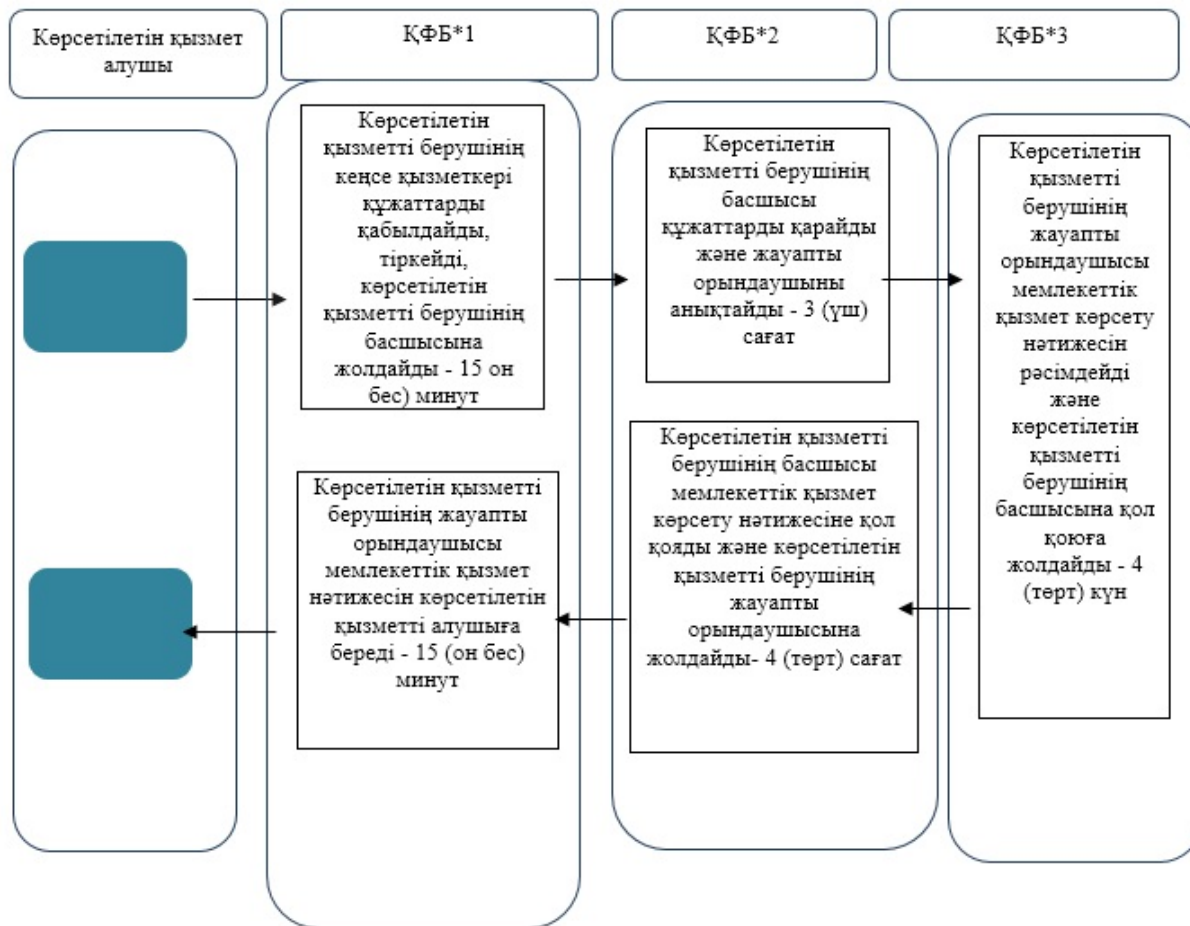 Көрсетілетін қызмет
алушы
ҚФБ*1
ҚФБ*2
ҚФБ*3
Көрсетілетін
қызметті берушінің
кеңсе қызметкері
құжаттарды
қабылдайды,
тіркейді,
көрсетілетін
қызметті берушінің
басшысына
жолдайды - 15 он
бес) минут
Көрсетілетін
қызметті берушінің
басшысы
құжаттарды қарайды
және жауапты
орындаушыны
анықтайды - 3 (үш)
сағат
Көрсетілетін
қызметті
берушінің
жауапты
орындаушысы
мемлекеттік
қызмет көрсету
нәтижесін
рәсімдейді
және
көрсетілетін
қызметті
берушінің
басшысына қол
қоюға
жолдайды - 4
(төрт) күн
Көрсетілетін қызметті
берушінің басшысы
мемлекеттік қызмет
көрсету нәтижесіне қол
қояды және көрсетілетін
қызметті берушінің
жауапты
орындаушысына
жолдайды- 4 (төрт) сағат
Көрсетілетін қызметті
берушінің жауапты
орындаушысы
мемлекеттік қызмет
нәтижесін көрсетілетін
қызметті алушыға
береді - 15 (он бес)
минут